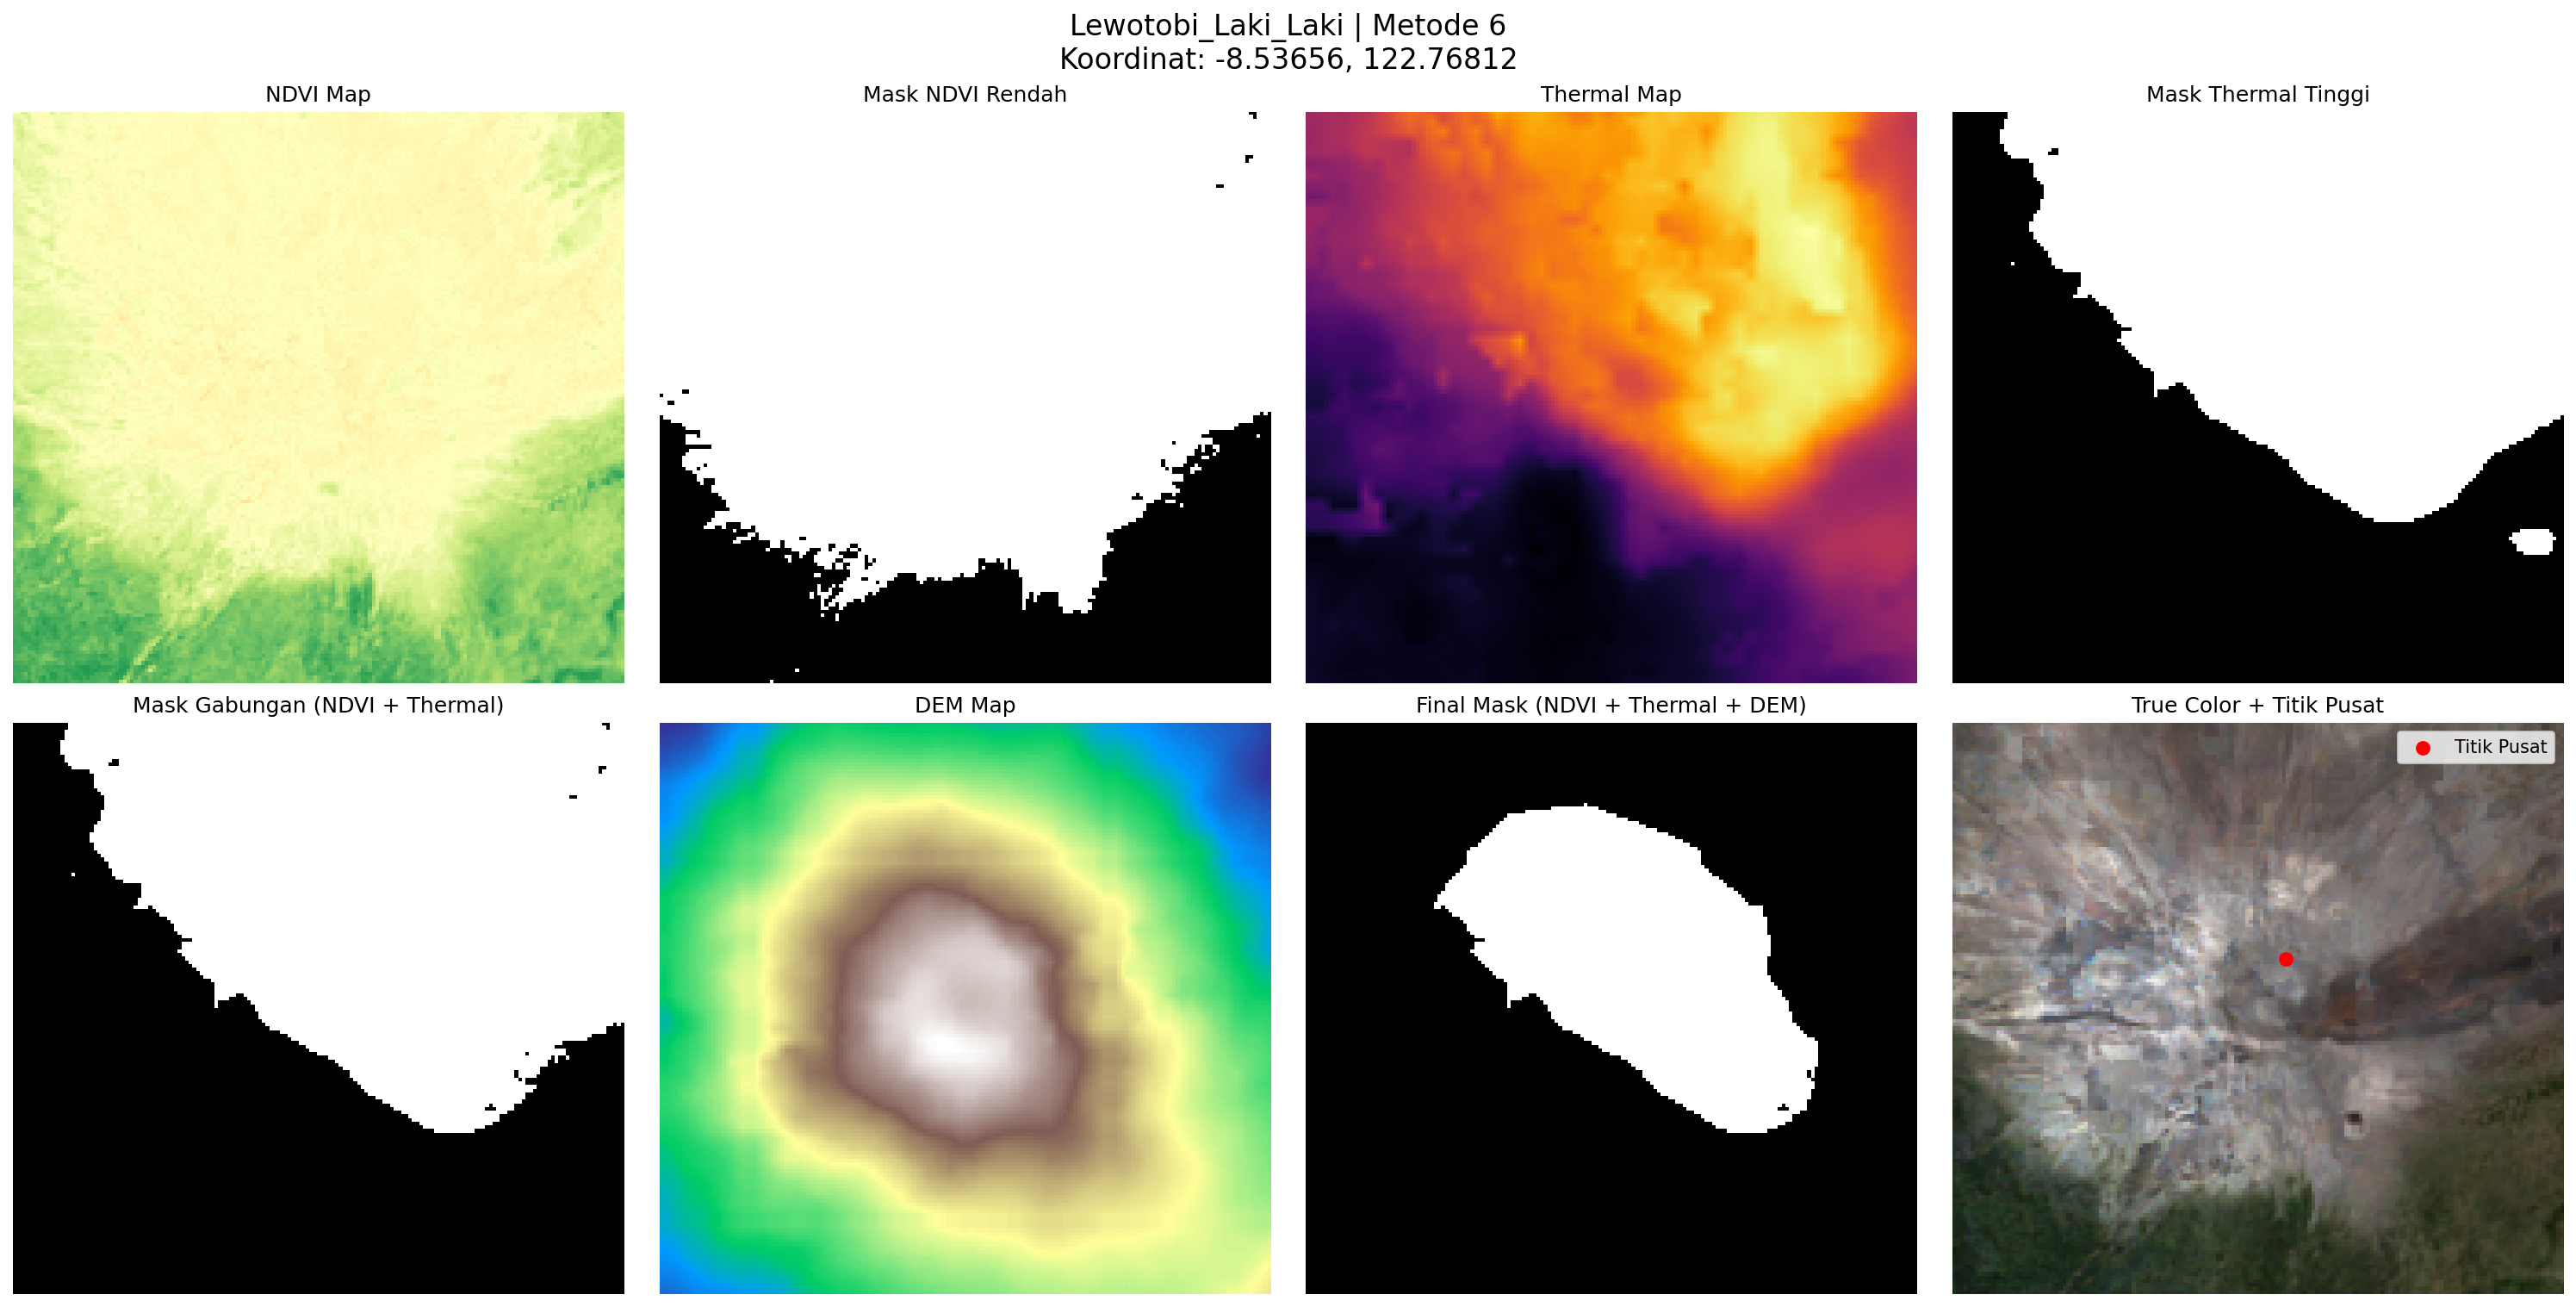 Lewotobi_Laki_Laki | Metode 6
Koordinat: -8.53656, 122.76812
NDVI Map
Mask NDVI Rendah
Thermal Map
Mask Thermal Tinggi
Mask Gabungan (NDVI + Thermal)
DEM Map
Final Mask (NDVI + Thermal + DEM)
True Color + Titik Pusat
Titik Pusat